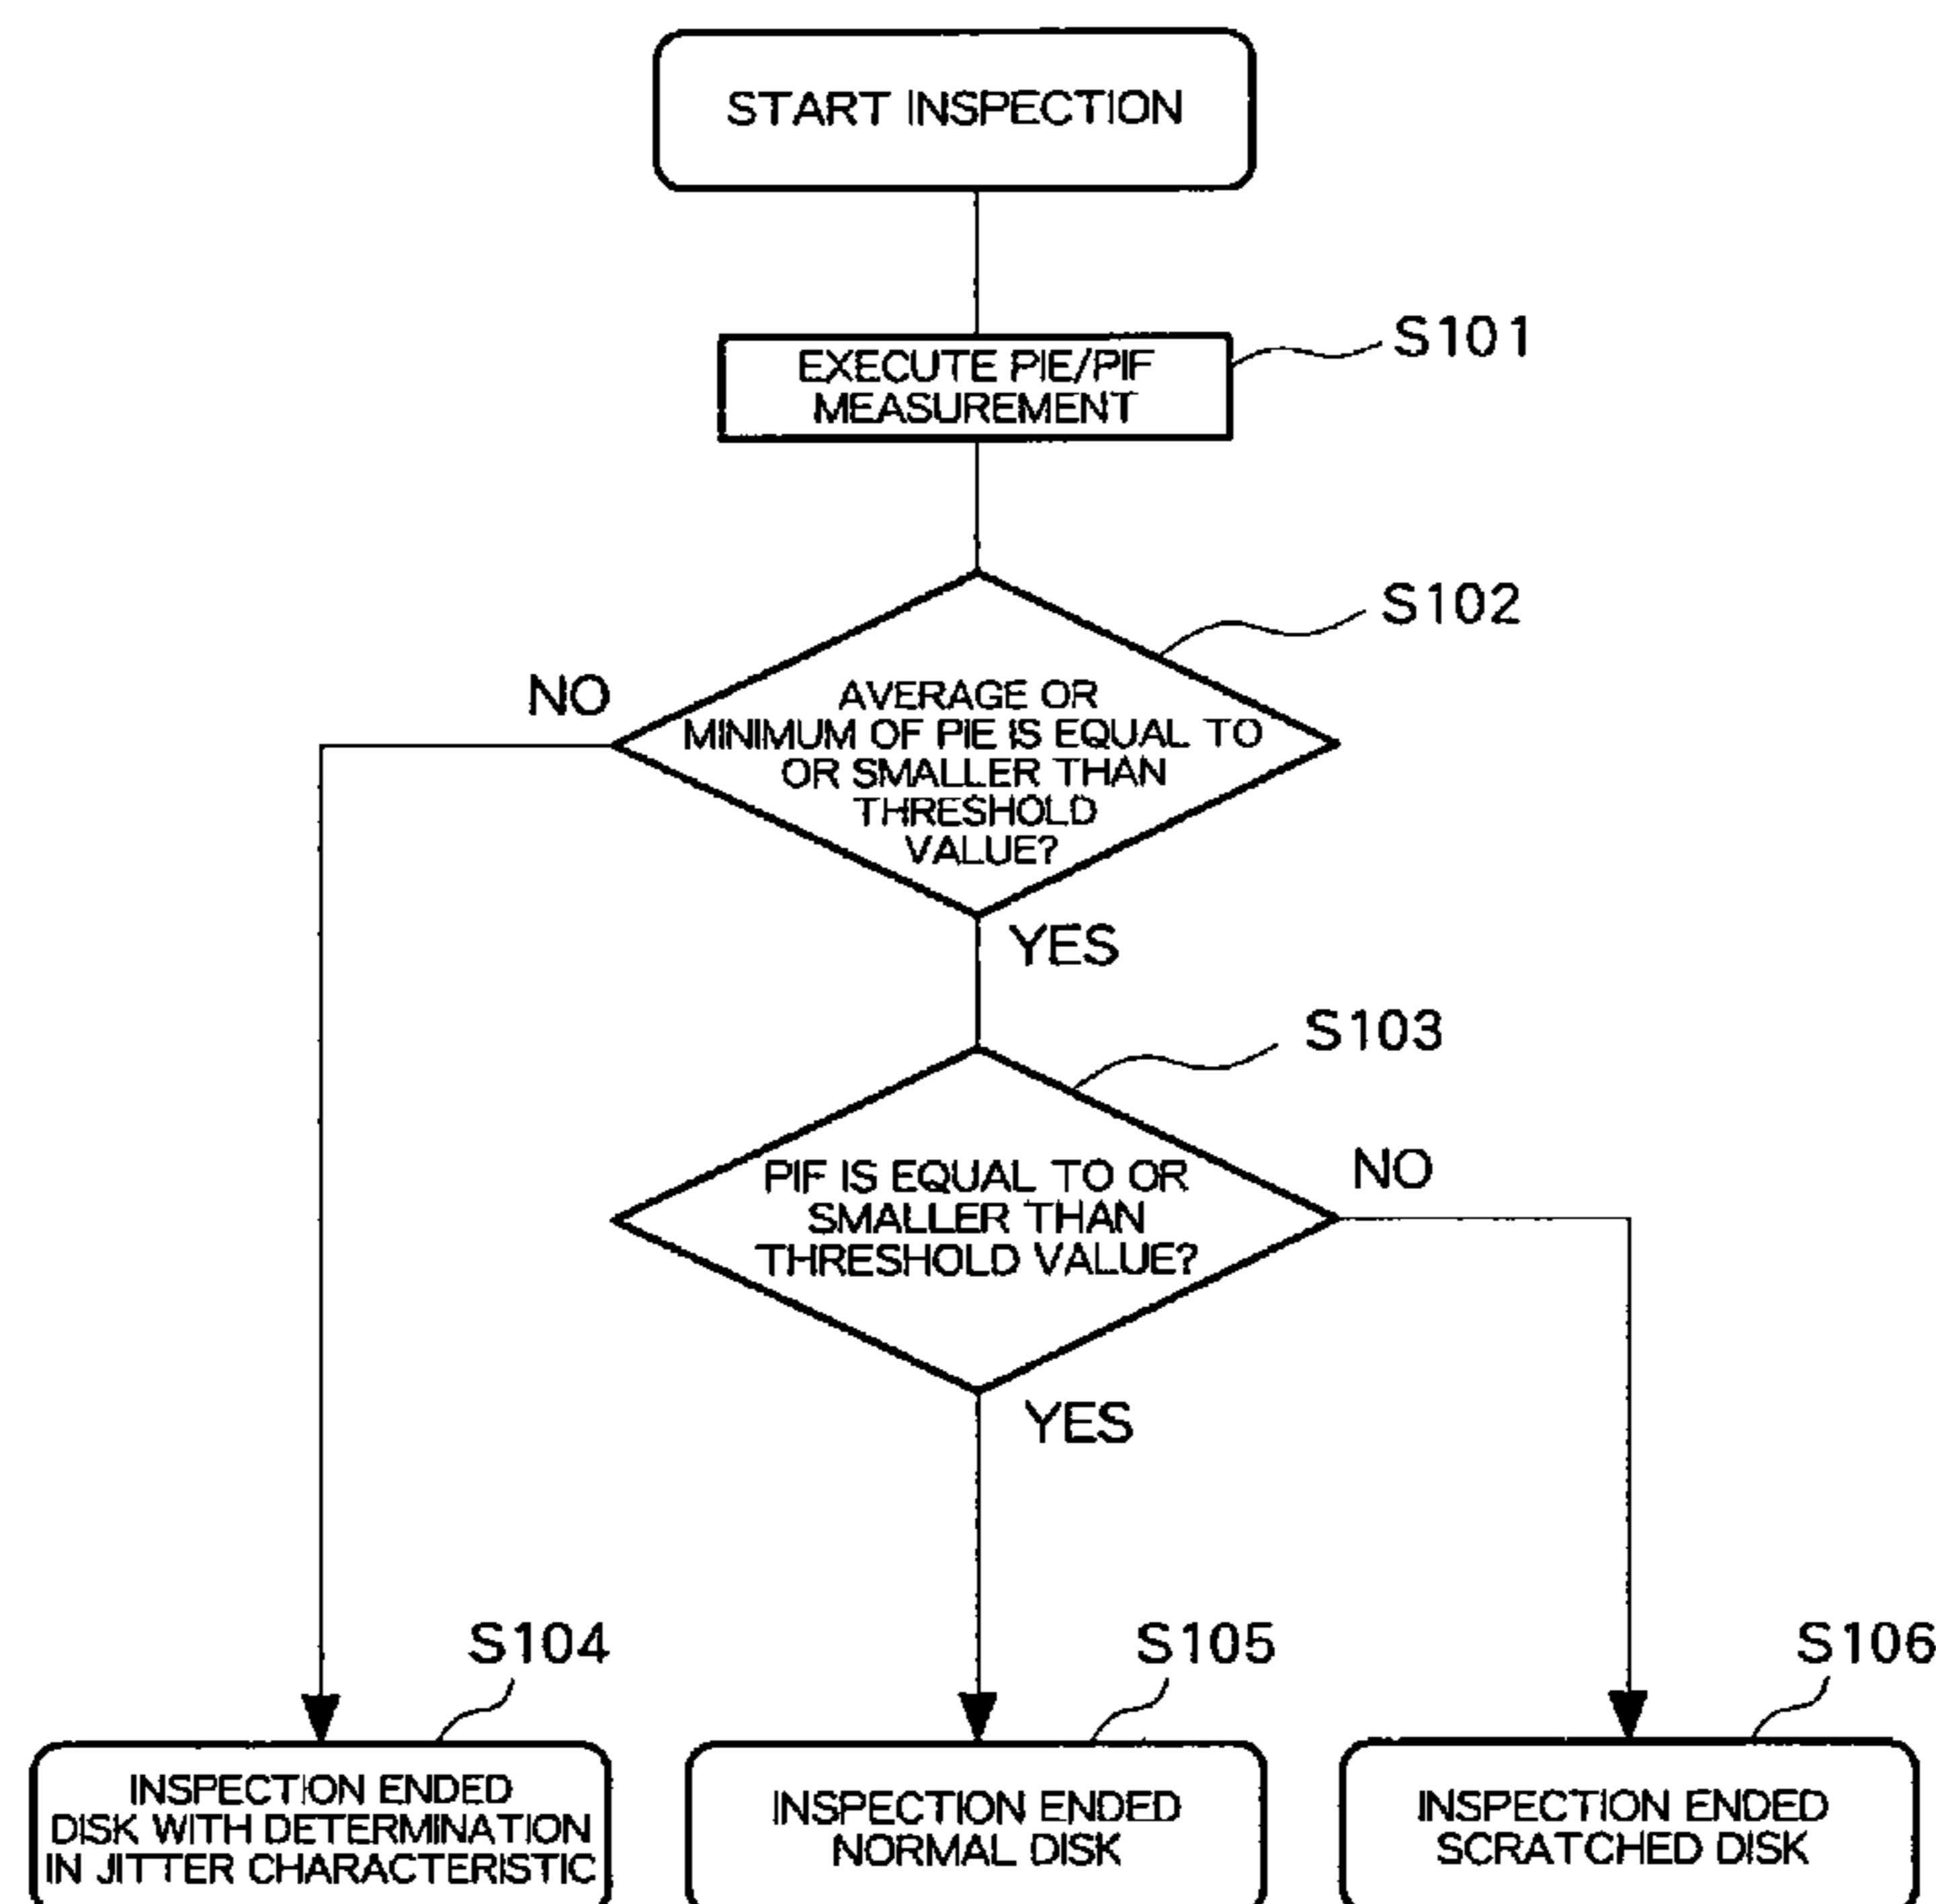 START INSPECTION
S101
EXECUTE PIE/PIF
MEASUREMENT
S102
NO
AVERAGE OR
MINIMUM OF PIE IS EQUAL TO
OR SMALLER THAN
THRESHOLD
VALUE?
YES
S103
NO
PIF IS EQUAL TO OR
SMALLER THAN
THRESHOLD VALUE?
YES
S104
S105
S106
INSPECTION ENDED
DISK WITH DETERMINATION
IN JITTER CHARACTERISTIC
INSPECTION ENDED
NORMAL DISK
INSPECTION ENDED
SCRATCHED DISK